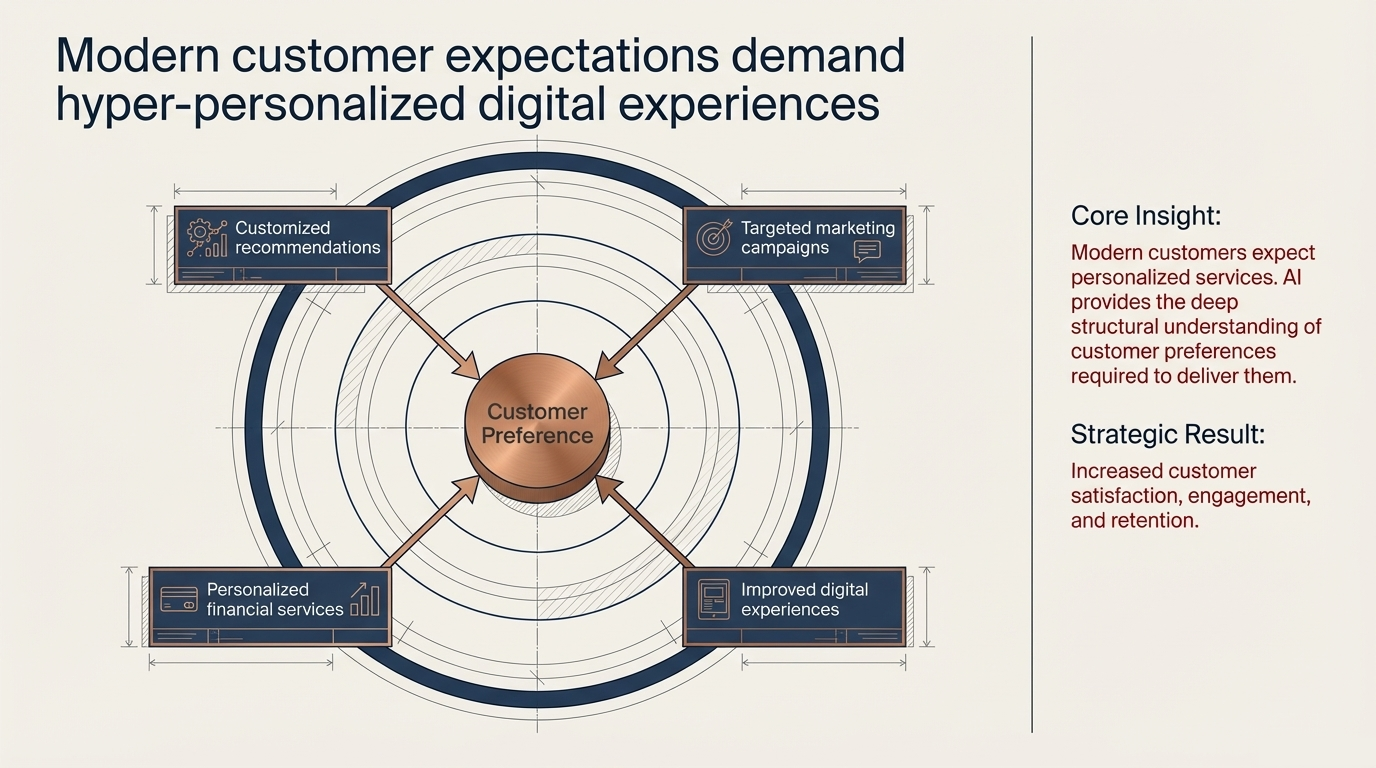 Modern customer expectations demand
hyper-personalized digital experiences
Customized
recommendations
Targeted marketing
campaigns
Customer
Preference
Personalized
financial services
Improved digital
experiences
Core Insight:
Modern customers expect
personalized services. AI
provides the deep
structural understanding of
customer preferences
required to deliver them.
Strategic Result:
Increased customer
satisfaction, engagement,
and retention.